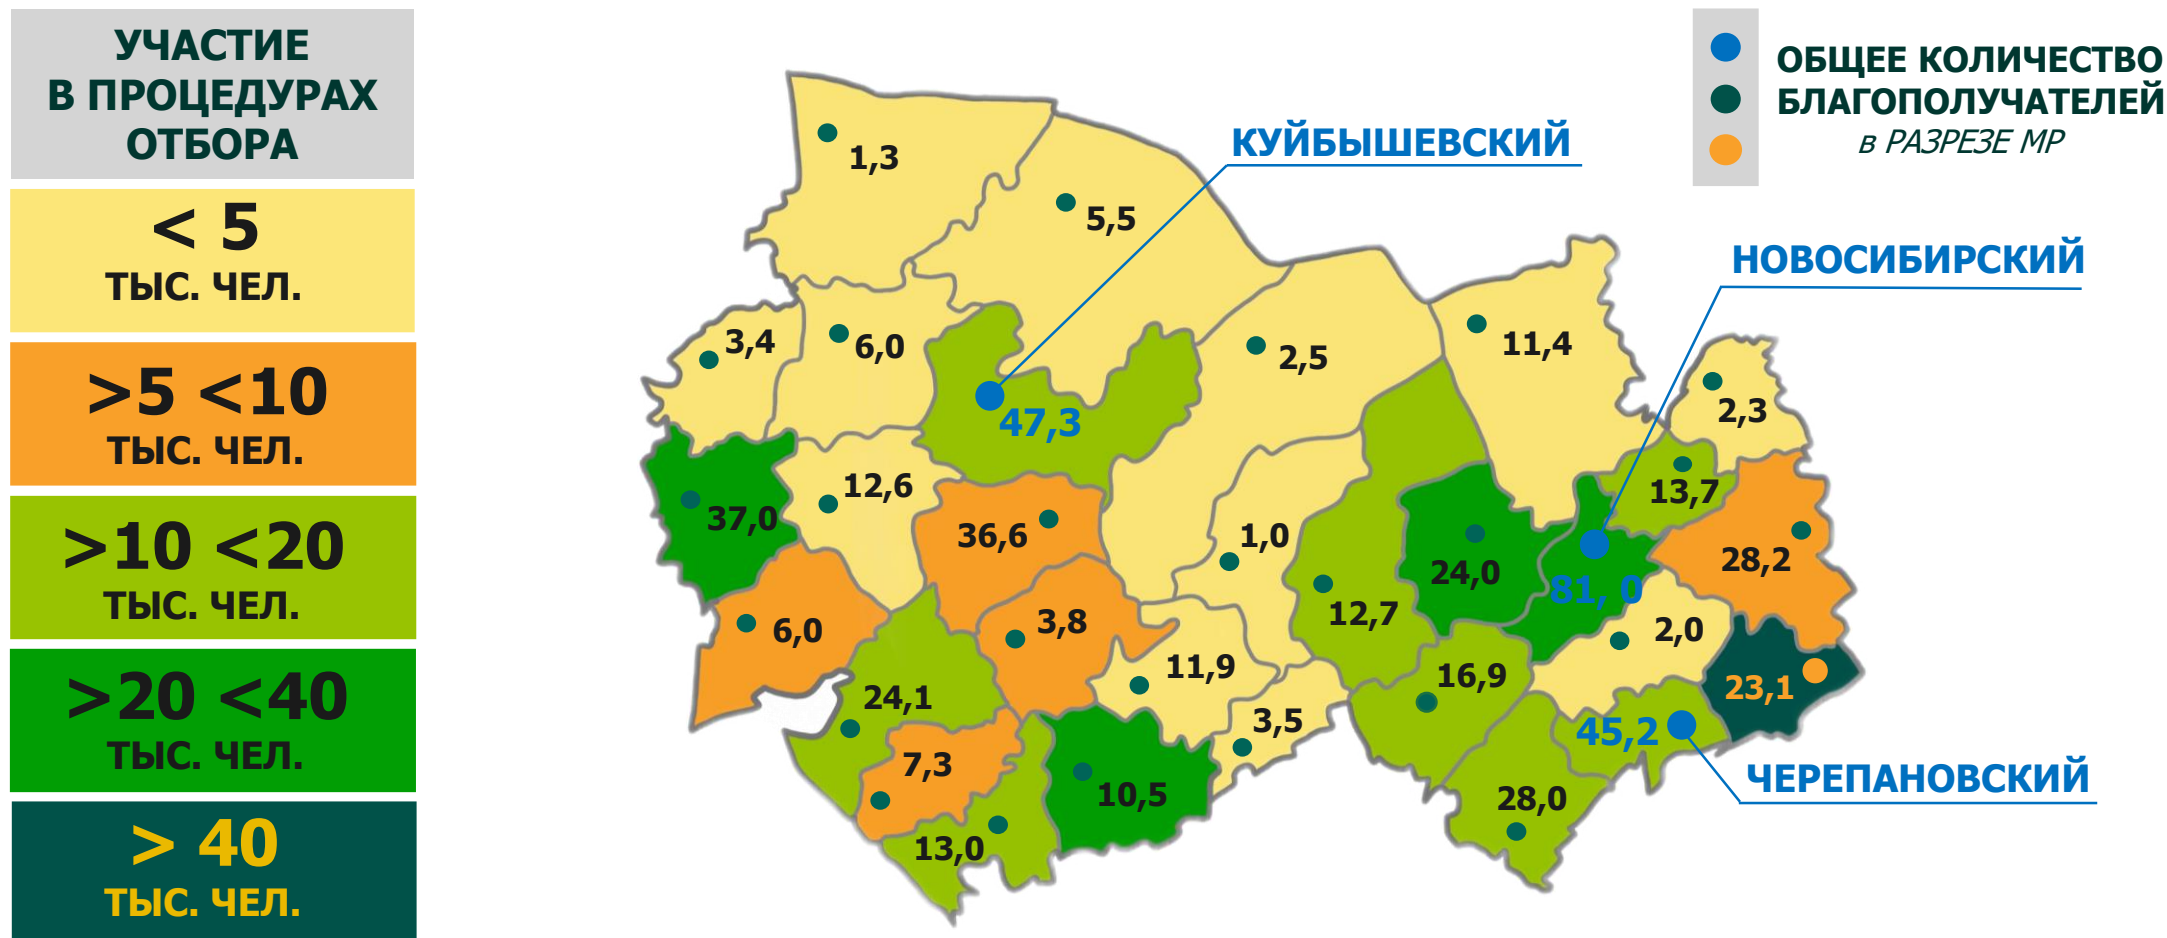 УЧАСТИЕ
В ПРОЦЕДУРАХ
ОТБОРА
< 5
ТЫС. ЧЕЛ.
>5 <10
ТЫС. ЧЕЛ.
>10 <20
ТЫС. ЧЕЛ.
>20 <40
ТЫС. ЧЕЛ.
> 40
ТЫС. ЧЕЛ.
ОБЩЕЕ КОЛИЧЕСТВО
БЛАГОПОЛУЧАТЕЛЕЙ
в РАЗРЕЗЕ МР
КУЙБЫШЕВСКИЙ
НОВОСИБИРСКИЙ
ЧЕРЕПАНОВСКИЙ
1,3
5,5
3,4
6,0
2,5
11,4
2,3
47,3
12,6
13,7
37,0
36,6
1,0
28,2
24,0
81, 0
12,7
6,0
3,8
2,0
11,9
16,9
23,1
24,1
3,5
45,2
7,3
10,5
28,0
13,0